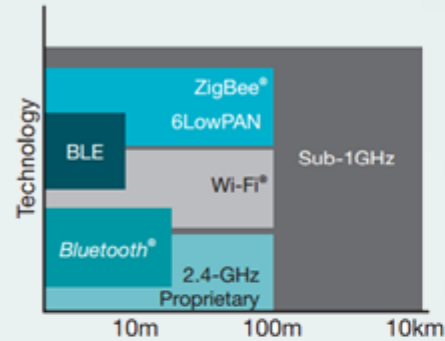 Technology
ZigBee®
6LowPAN
BLE
Sub-1GHz
Wi-Fi®
Bluetooth®
2.4-GHz
Proprietary
10m 100m 10km